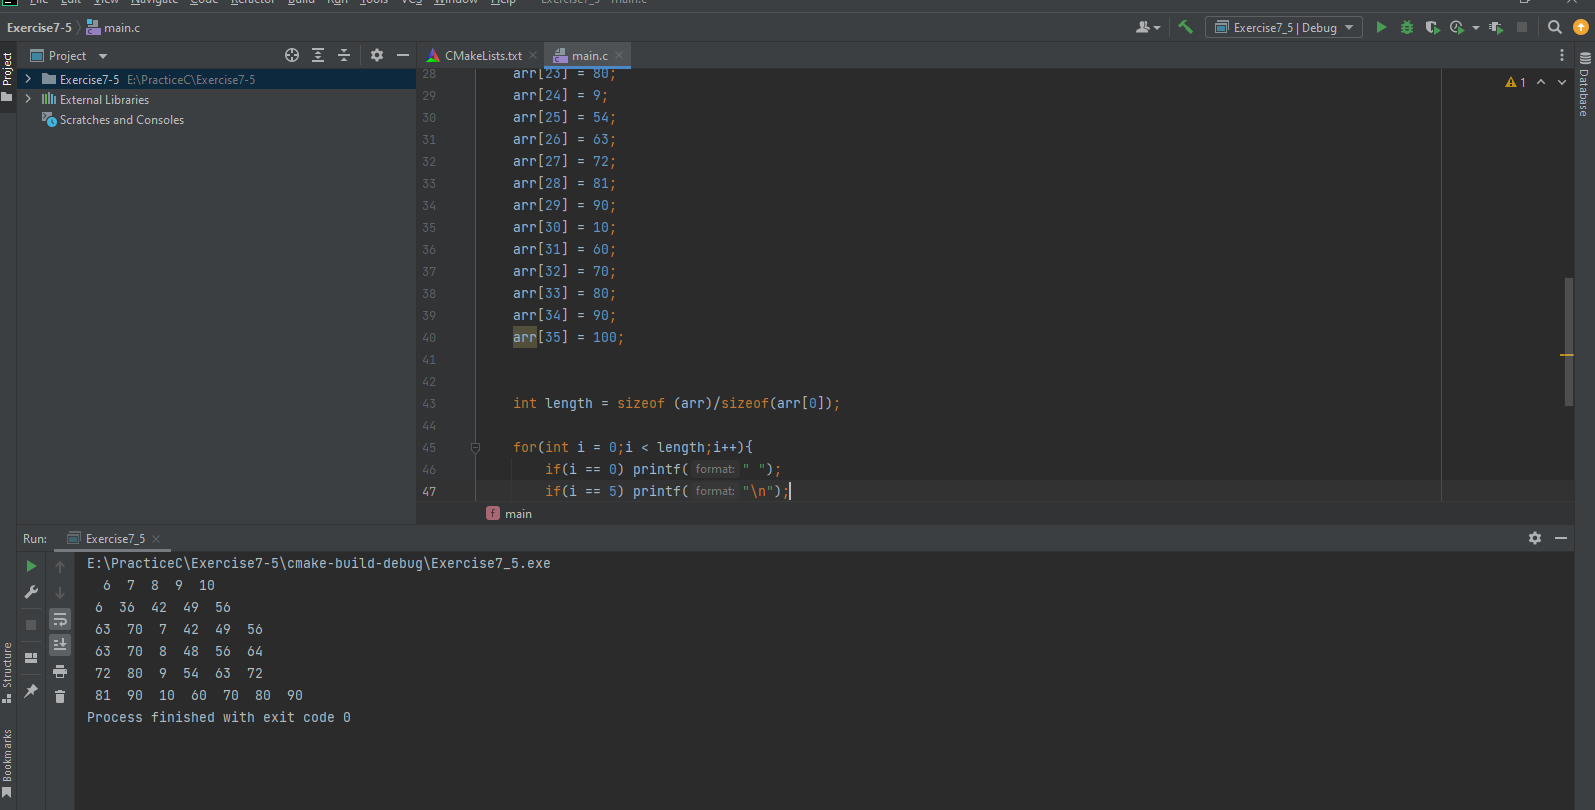 File Edit View Navigate Code Refactor Build Run Tools VCS Window Help Exercise7_5 - main.c
Exercise7-5 main.c
Exercise7_5 | Debug
Project
CMakeLists.txt main.c
Project
Exercise7-5 E:\PracticeC\Exercise7-5
External Libraries
Scratches and Consoles
Database
1
28 arr[23] = 80;
29 arr[24] = 9;
30 arr[25] = 54;
31 arr[26] = 63;
32 arr[27] = 72;
33 arr[28] = 81;
34 arr[29] = 90;
35 arr[30] = 10;
36 arr[31] = 60;
37 arr[32] = 70;
38 arr[33] = 80;
39 arr[34] = 90;
40 arr[35] = 100;
41
42
43 int length = sizeof (arr)/sizeof(arr[0]);
44
45 for(int i = 0;i < length;i++){
46 if(i == 0) printf( format: " ");
47 if(i == 5) printf( format: "\n");
f main
Run: Exercise7_5
E:\PracticeC\Exercise7-5\cmake-build-debug\Exercise7_5.exe
6 7 8 9 10
6 36 42 49 56
63 70 7 42 49 56
63 70 8 48 56 64
72 80 9 54 63 72
81 90 10 60 70 80 90
Process finished with exit code 0
Structure
Bookmarks